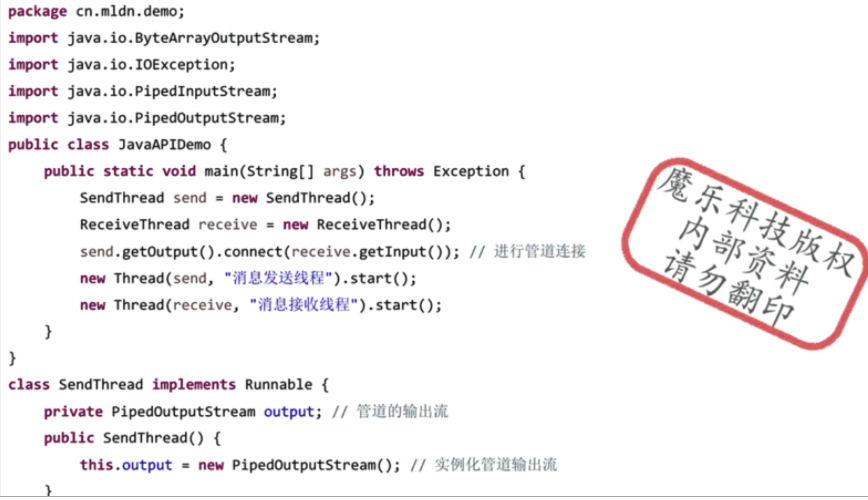 package cn.mldn.demo;
import java.io.ByteArrayOutputStream;
import java.io.IOException;
import java.io.PipedInputStream;
import java.io.PipedOutputStream;
public class JavaAPIDemo {
    public static void main(String[] args) throws Exception {
        SendThread send = new SendThread();
        ReceiveThread receive = new ReceiveThread();
        send.getOutput().connect(receive.getInput()); // 进行管道连接
        new Thread(send, "消息发送线程").start();
        new Thread(receive, "消息接收线程").start();
    }
}
class SendThread implements Runnable {
    private PipedOutputStream output; // 管道的输出流
    public SendThread() {
        this.output = new PipedOutputStream(); // 实例化管道输出流
    }
魔乐科技版权
内部资料
请勿翻印